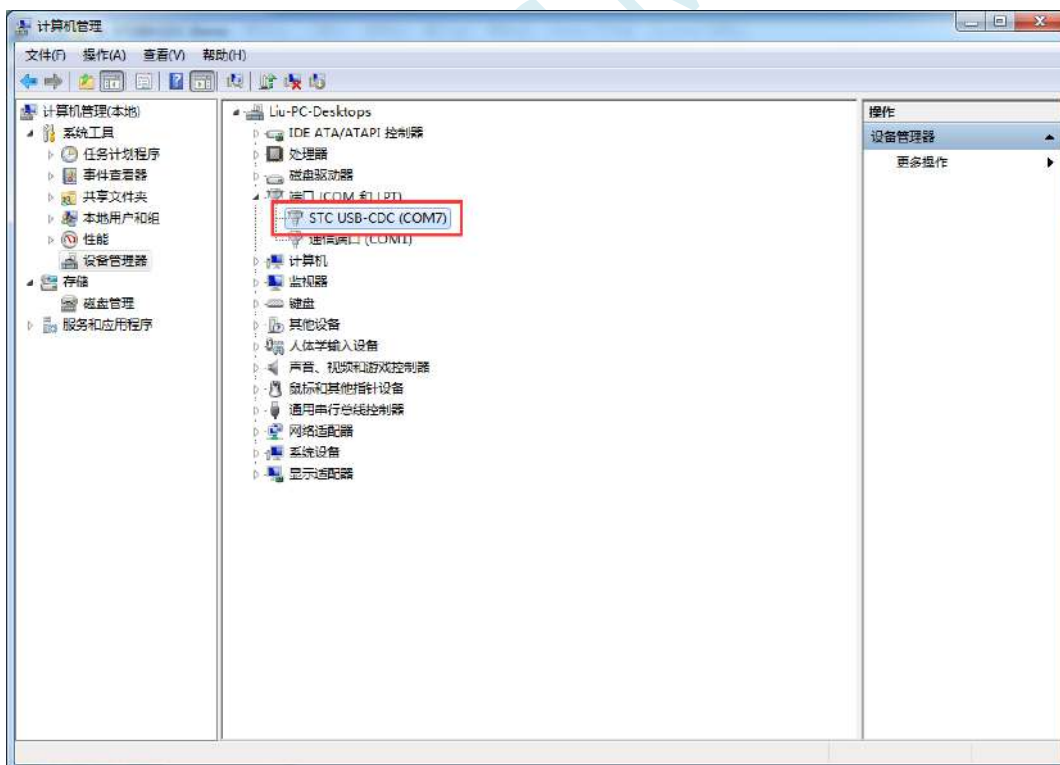 计算机管理
文件(F) 操作(A) 查看(V) 帮助(H)
计算机管理(本地)
系统工具
任务计划程序
事件查看器
共享文件夹
本地用户和组
性能
设备管理器
存储
磁盘管理
服务和应用程序
Liu-PC-Desktops
IDE ATA/ATAPI 控制器
处理器
磁盘驱动器
端口 (COM 和 LPT)
STC USB-CDC (COM7)
通信端口 (COM1)
计算机
监视器
键盘
其他设备
人体学输入设备
声音、视频和游戏控制器
鼠标和其他指针设备
通用串行总线控制器
网络适配器
系统设备
显示适配器
操作
设备管理器
更多操作